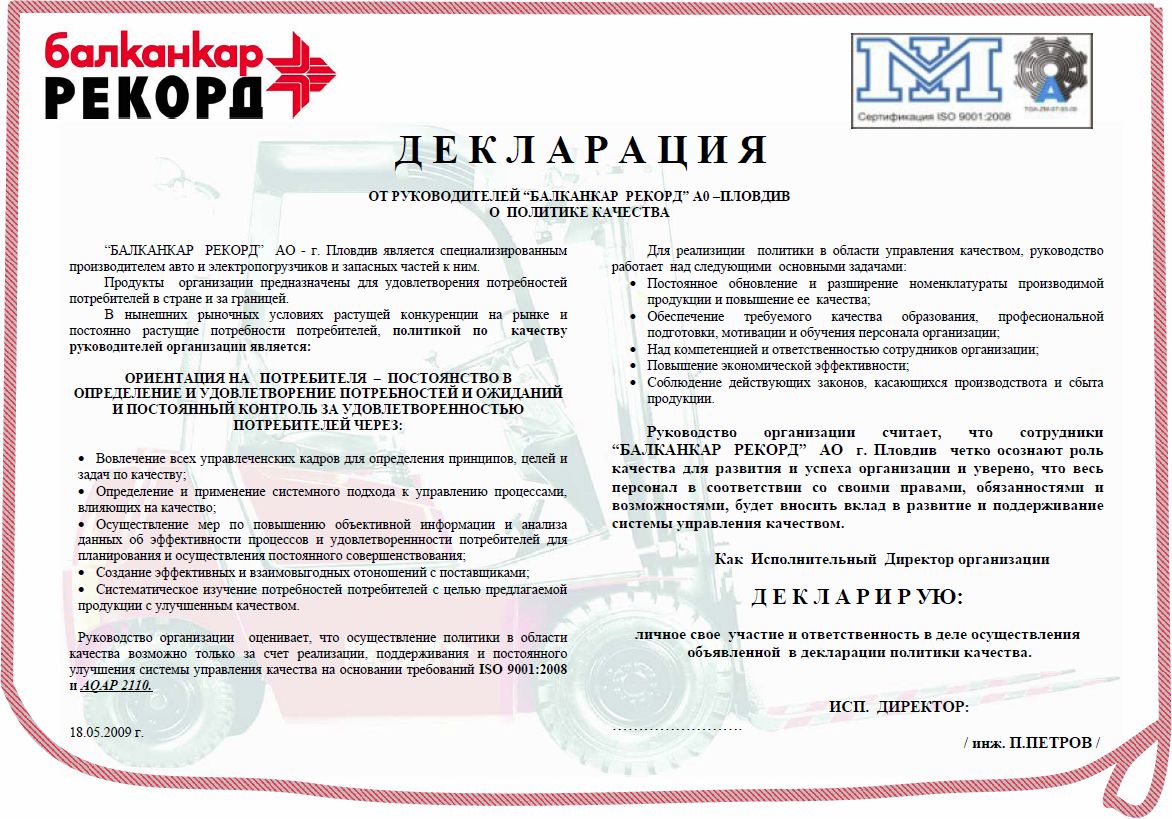 балканкар
РЕКОРД
Сертификация ISO 9001:2008
ДЕКЛАРАЦИЯ
ОТ РУКОВОДИТЕЛЕЙ “БАЛКАНКАР РЕКОРД” А0 –ПЛОВДИВ
О ПОЛИТИКЕ КАЧЕСТВА
“БАЛКАНКАР РЕКОРД” АО - г. Пловдив является специализированным
производителем авто и электропогрузчиков и запасных частей к ним.
Продукты организации предназначены для удовлетворения потребностей
потребителей в стране и за границей.
В нынешних рыночных условиях растущей конкуренции на рынке и
постоянно растущие потребности потребителей, политикой по качеству
руководителей организации является:
ОРИЕНТАЦИЯ НА ПОТРЕБИТЕЛЯ – ПОСТОЯНСТВО В
ОПРЕДЕЛЕНИЕ И УДОВЛЕТВОРЕНИЕ ПОТРЕБНОСТЕЙ И ОЖИДАНИЙ
И ПОСТОЯННЫЙ КОНТРОЛЬ ЗА УДОВЛЕТВОРЕННОСТЬЮ
ПОТРЕБИТЕЛЕЙ ЧЕРЕЗ:
• Вовлечение всех управленческих кадров для определения принципов, целей и
задач по качеству;
• Определение и применение системного подхода к управлению процессами,
влияющих на качество;
• Осуществление мер по повышению объективной информации и анализа
данных об эффективности процессов и удовлетвореннности потребителей для
планирования и осуществления постоянного совершенствования;
• Создание эффективных и взаимовыгодных отоношений с поставщиками;
• Систематическое изучение потребностей потребителей с целью предлагаемой
продукции с улучшенным качеством.
Руководство организации оценивает, что осуществление политики в области
качества возможно только за счет реализации, поддерживания и постоянного
улучшения системы управления качества на основании требований ISO 9001:2008
и AQAP 2110.
18.05.2009 г.
Для реализиции политики в области управления качеством, руководство
работает над следующими основными задачами:
• Постоянное обновление и разширение номенклатураты производимой
продукции и повышение ее качества;
• Обеспечение требуемого качества образования, професиональной
подготовки, мотивации и обучения персонала организации;
• Над компетенцией и ответственностью сотрудников организации;
• Повышение экономической эффективности;
• Соблюдение действующих законов, касающихся производствота и сбыта
продукции.
Руководство организации считает, что сотрудники
“БАЛКАНКАР РЕКОРД” АО г. Пловдив четко осознают роль
качества для развития и успеха организации и уверено, что весь
персонал в соответствии со своими правами, обязанностями и
возможностями, будет вносить вклад в развитие и поддерживание
системы управления качеством.
Как Исполнительный Директор организации
ДЕКЛАРИРУЮ:
личное свое участие и ответственность в деле осуществления
объявленной в декларации политики качества.
ИСП. ДИРЕКТОР:
……………………
/ инж. П.ПЕТРОВ /